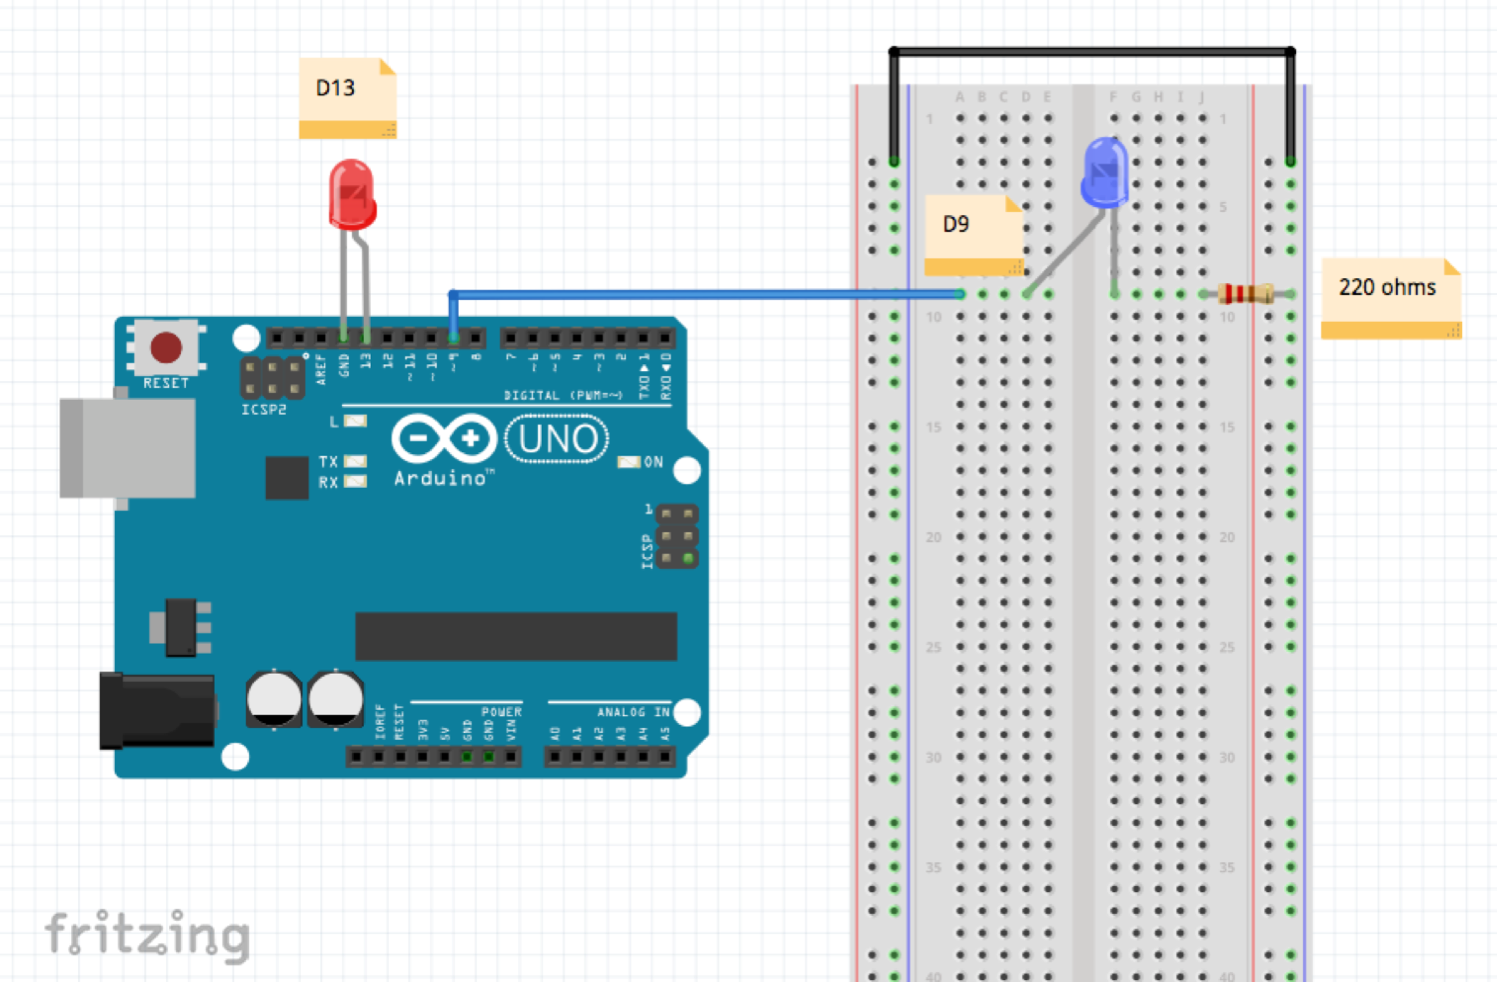 D13
A B C D E F G H I J
1 1
5
D9
220 ohms
10 10
RESET
ICSP2
AREF
GND
13
12
~11
~10
~9
8
7
~6
~5
4
~3
2
TX0▶1
RX0◀0
DIGITAL (PWM=~)
L
TX
RX
UNO
Arduino™
ON
1
ICSP
15 15
20 20
25 25
30 30
35 35
40 40
IOREF
RESET
3V3
5V
GND
GND
VIN
POWER
ANALOG IN
A0
A1
A2
A3
A4
A5
fritzing